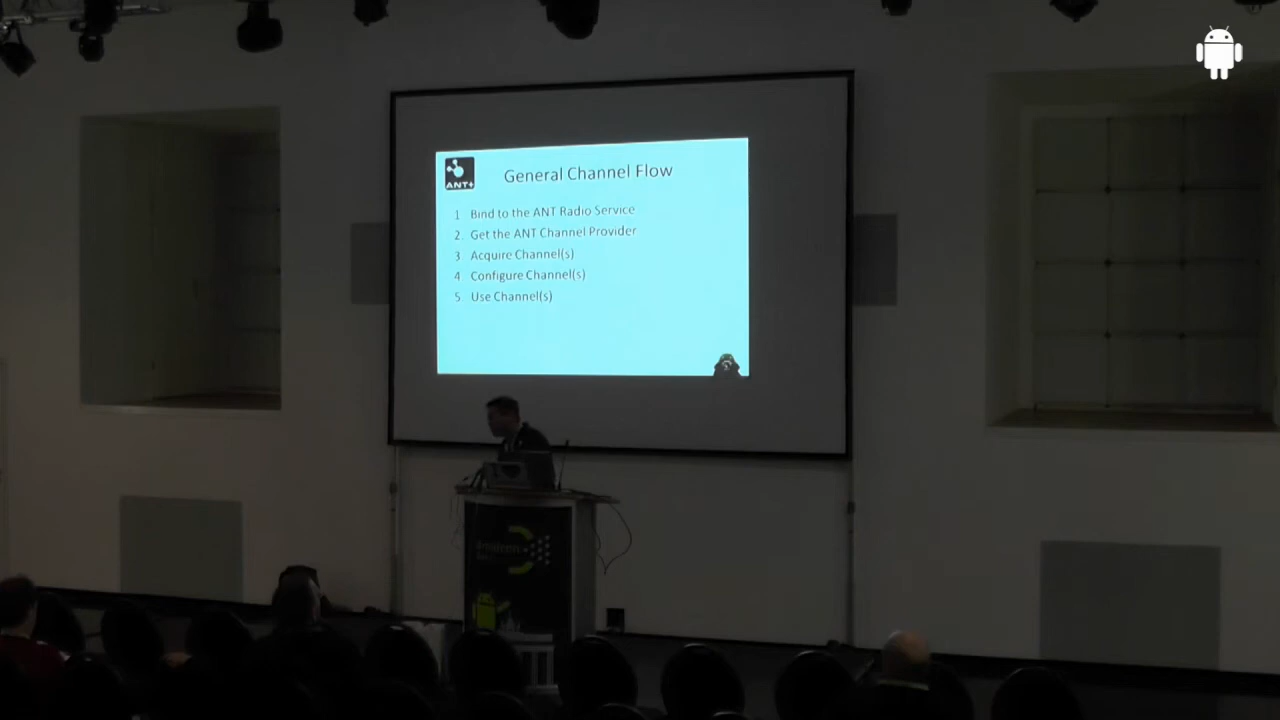 ANT+
General Channel Flow
1 Bind to the ANT Radio Service
2. Get the ANT Channel Provider
3 Acquire Channel(s)
4 Configure Channel(s)
5 Use Channel(s)